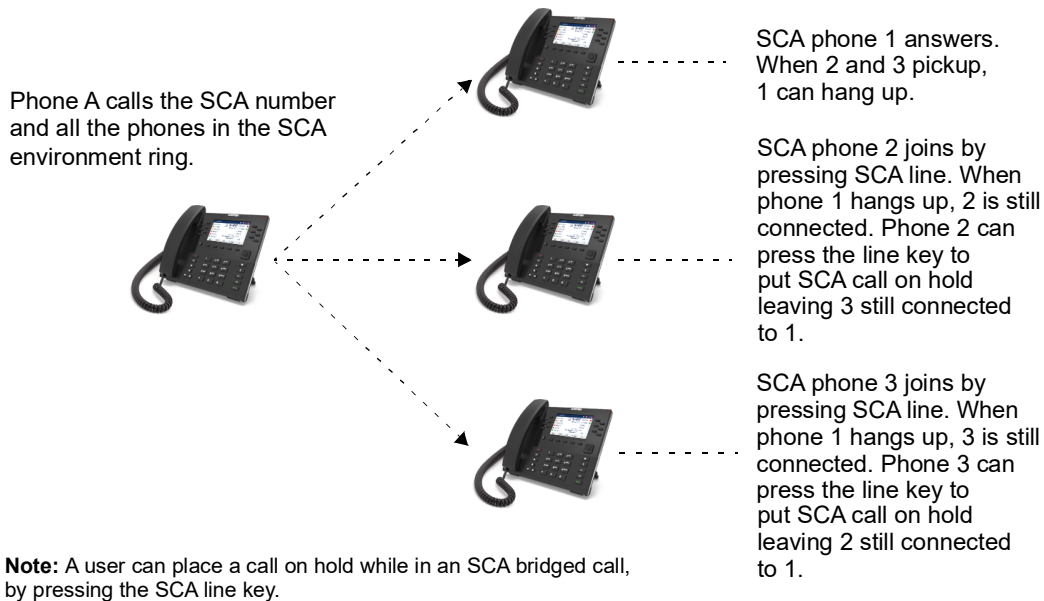 Phone A calls the SCA number
and all the phones in the SCA
environment ring.
SCA phone 1 answers.
When 2 and 3 pickup,
1 can hang up.
SCA phone 2 joins by
pressing SCA line. When
phone 1 hangs up, 2 is still
connected. Phone 2 can
press the line key to
put SCA call on hold
leaving 3 still connected
to 1.
SCA phone 3 joins by
pressing SCA line. When
phone 1 hangs up, 3 is still
connected. Phone 3 can
press the line key to
put SCA call on hold
leaving 2 still connected
to 1.
Note: A user can place a call on hold while in an SCA bridged call,
by pressing the SCA line key.